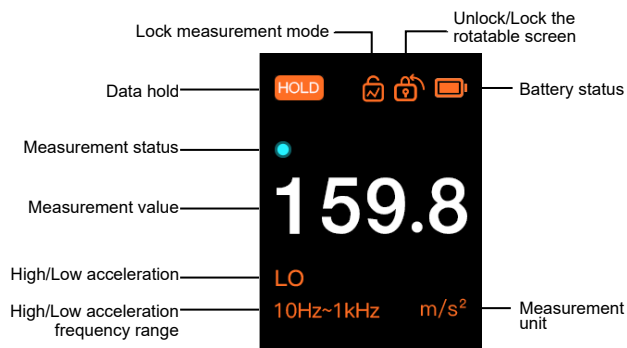 Lock measurement mode
Unlock/Lock the
rotatable screen
Data hold
HOLD
Battery status
Measurement status
Measurement value
159.8
High/Low acceleration
LO
High/Low acceleration
frequency range
10Hz~1kHz
m/s²
Measurement
unit